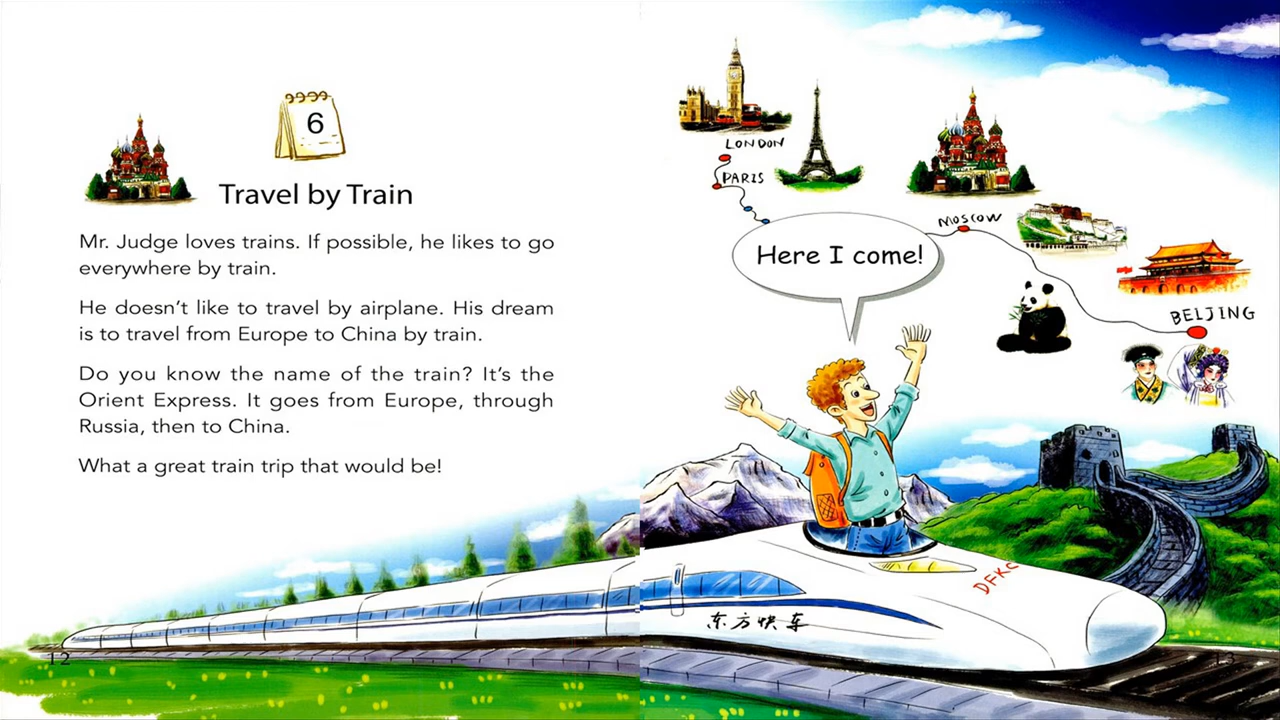 6
Travel by Train
Mr. Judge loves trains. If possible, he likes to go
everywhere by train.
He doesn't like to travel by airplane. His dream
is to travel from Europe to China by train.
Do you know the name of the train? It's the
Orient Express. It goes from Europe, through
Russia, then to China.
What a great train trip that would be!
12
LONDON
PARIS
MOSCOW
BEIJING
Here I come!
DFKC
东方快车